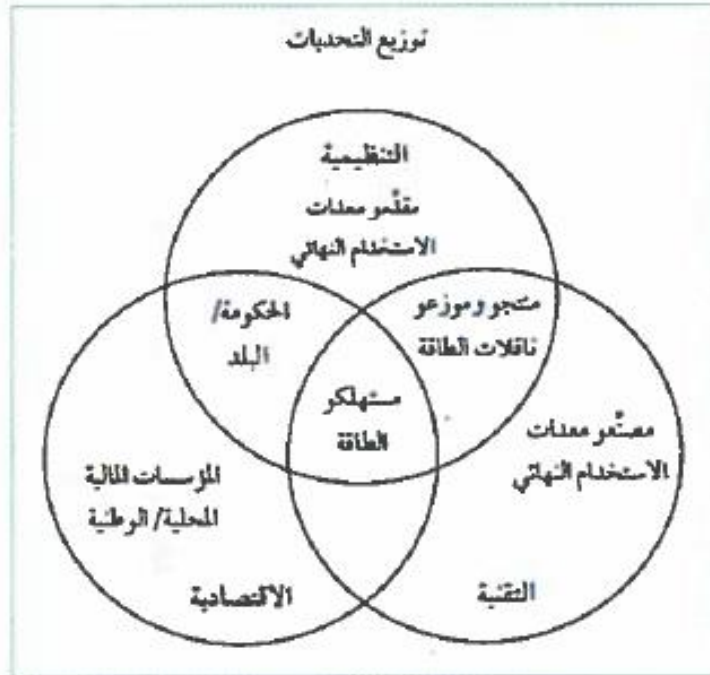 توزيع التحديات
التنظيمية
مقدِّمو معدات
الاستخدام النهائي
منتجو وموزعو
ناقلات الطاقة
الحكومة/
البلد
مستهلكو
الطاقة
مصنِّعو معدات
الاستخدام النهائي
المؤسسات المالية
المحلية/ الوطنية
التقنية
الاقتصادية